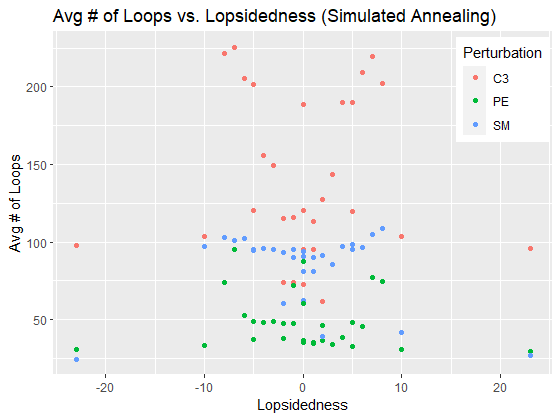 Avg # of Loops vs. Lopsidedness (Simulated Annealing)
Perturbation
C3
PE
SM
Avg # of Loops
200
150
100
50
-20
-10
0
10
20
Lopsidedness